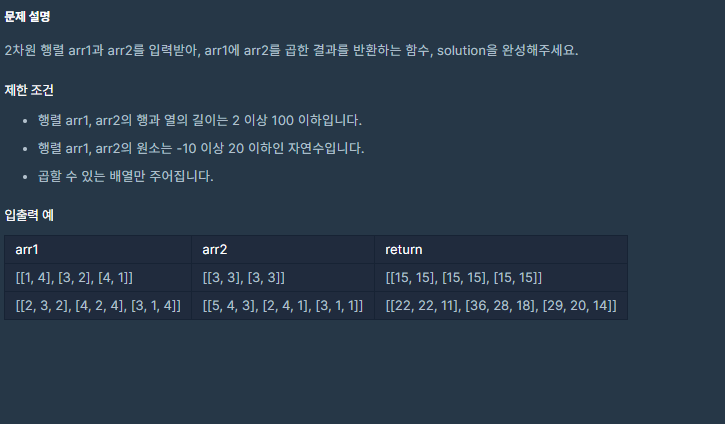 문제 설명
2차원 행렬 arr1과 arr2를 입력받아, arr1에 arr2를 곱한 결과를 반환하는 함수, solution을 완성해주세요.
제한 조건
• 행렬 arr1, arr2의 행과 열의 길이는 2 이상 100 이하입니다.
• 행렬 arr1, arr2의 원소는 -10 이상 20 이하인 자연수입니다.
• 곱할 수 있는 배열만 주어집니다.
입출력 예
arr1 arr2 return
[[1, 4], [3, 2], [4, 1]] [[3, 3], [3, 3]] [[15, 15], [15, 15], [15, 15]]
[[2, 3, 2], [4, 2, 4], [3, 1, 4]] [[5, 4, 3], [2, 4, 1], [3, 1, 1]] [[22, 22, 11], [36, 28, 18], [29, 20, 14]]